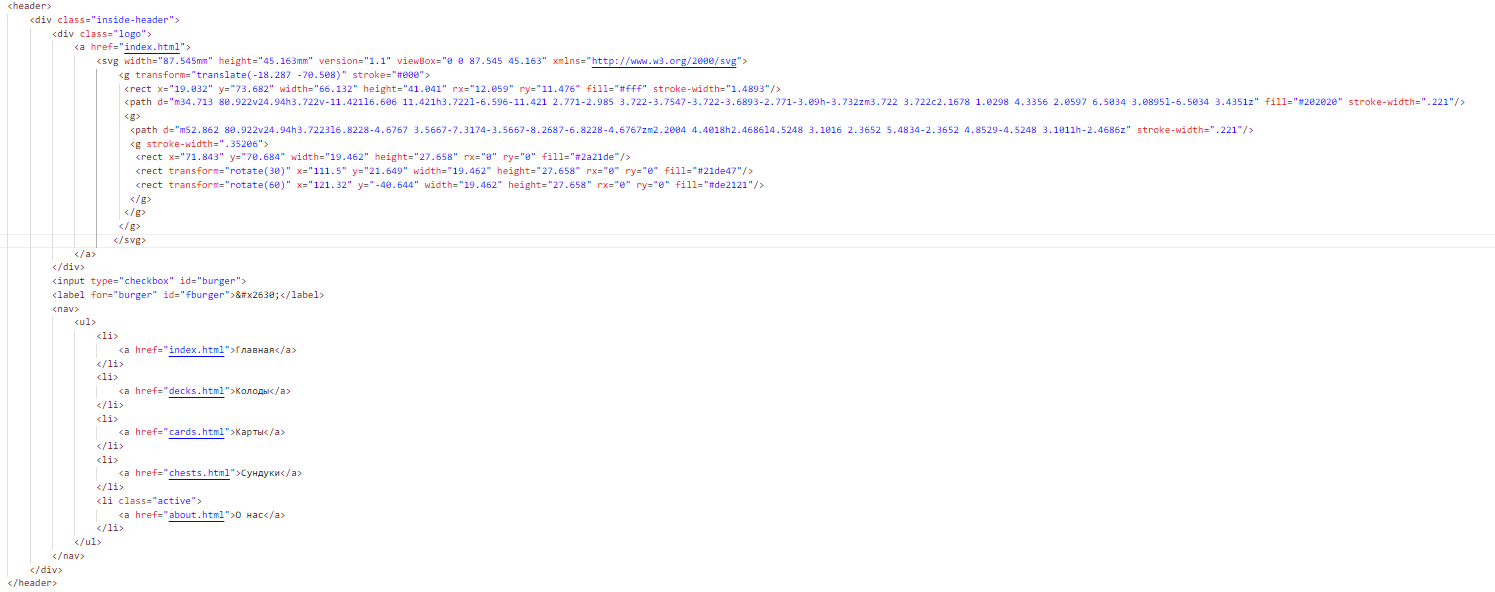 <header>
<div class="inside-header">
<div class="logo">
<a href="index.html">
<svg width="87.545mm" height="45.163mm" version="1.1" viewBox="0 0 87.545 45.163" xmlns="http://www.w3.org/2000/svg">
<g transform="translate(-18.287 -70.508)" stroke="#000">
<rect x="19.032" y="73.682" width="66.132" height="41.041" rx="12.059" ry="11.476" fill="#fff" stroke-width="1.4893"/>
<path d="m34.713 80.922v24.94h3.722v-11.421l6.606 11.421h3.722l-6.596-11.421 2.771-2.985 3.722-3.7547-3.722-3.6893-2.771-3.09h-3.732zm3.722 3.722c2.1678 1.0298 4.3356 2.0597 6.5034 3.0895l-6.5034 3.4351z" fill="#202020" stroke-width=".221"/>
<g>
<path d="m52.862 80.922v24.94h3.7223l6.8228-4.6767 3.5667-7.3174-3.5667-8.2687-6.8228-4.6767zm2.2004 4.4018h2.4686l4.5248 3.1016 2.3652 5.4834-2.3652 4.8529-4.5248 3.1011h-2.4686z" stroke-width=".221"/>
<g stroke-width=".35206">
<rect x="71.843" y="70.684" width="19.462" height="27.658" rx="0" ry="0" fill="#2a21de"/>
<rect transform="rotate(30)" x="111.5" y="21.649" width="19.462" height="27.658" rx="0" ry="0" fill="#21de47"/>
<rect transform="rotate(60)" x="121.32" y="-40.644" width="19.462" height="27.658" rx="0" ry="0" fill="#de2121"/>
</g>
</g>
</g>
</svg>
</a>
</div>
<input type="checkbox" id="burger">
<label for="burger" id="fburger">&#x2630;</label>
<nav>
<ul>
<li>
<a href="index.html">Главная</a>
</li>
<li>
<a href="decks.html">Колоды</a>
</li>
<li>
<a href="cards.html">Карты</a>
</li>
<li>
<a href="chests.html">Сундуки</a>
</li>
<li class="active">
<a href="about.html">О нас</a>
</li>
</ul>
</nav>
</div>
</header>